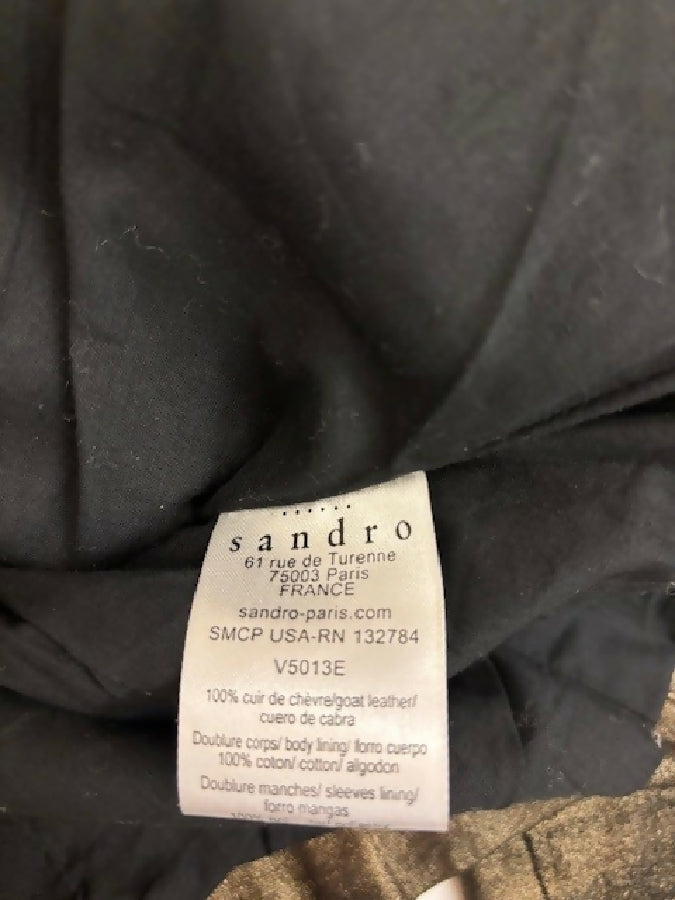 sandro
61 rue de Turenne
75003 Paris
FRANCE
sandro-paris.com
SMCP USA-RN 132784
V5013E
100% cuir de chèvre/goat leather/
cuero de cabra
Doublure corps/ body lining/ forro cuerpo
100% coton/ cotton/ algodon
Doublure manches/ sleeves lining/
forro mangas
100%